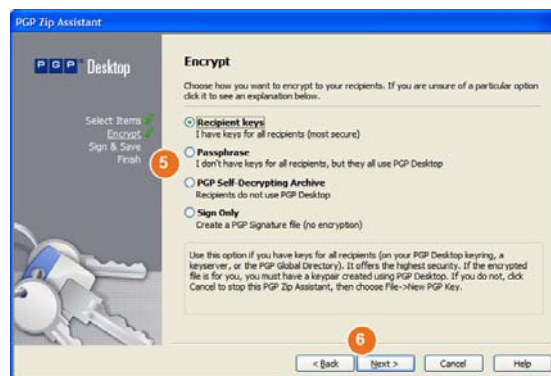 PGP Zip Assistant
PGP Desktop
Select Items
Encrypt
Sign & Save
Finish
5
Encrypt
Choose how you want to encrypt to your recipients. If you are unsure of a particular option
click it to see an explanation below.
Recipient keys
I have keys for all recipients (most secure)
Passphrase
I don't have keys for all recipients, but they all use PGP Desktop
PGP Self-Decrypting Archive
Recipients do not use PGP Desktop
Sign Only
Create a PGP Signature file (no encryption)
Use this option if you have keys for all recipients (on your PGP Desktop keyring, a
keyserver, or the PGP Global Directory). It offers the highest security. If the encrypted
file is for you, you must have a keypair created using PGP Desktop. If you do not, click
Cancel to stop this PGP Zip Assistant, then choose File->New PGP Key.
6
< Back Next > Cancel Help